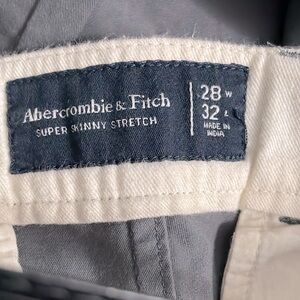 Abercrombie & Fitch
SUPER SKINNY STRETCH
28 W
32 L
MADE IN
INDIA